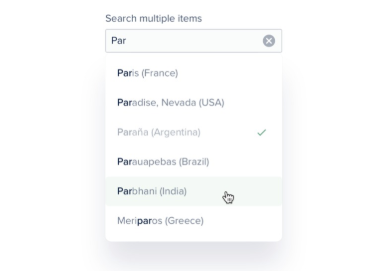 Search multiple items
Par
Paris (France)
Paradise, Nevada (USA)
Paraña (Argentina)
Parauapebas (Brazil)
Parbhani (India)
Meriparos (Greece)